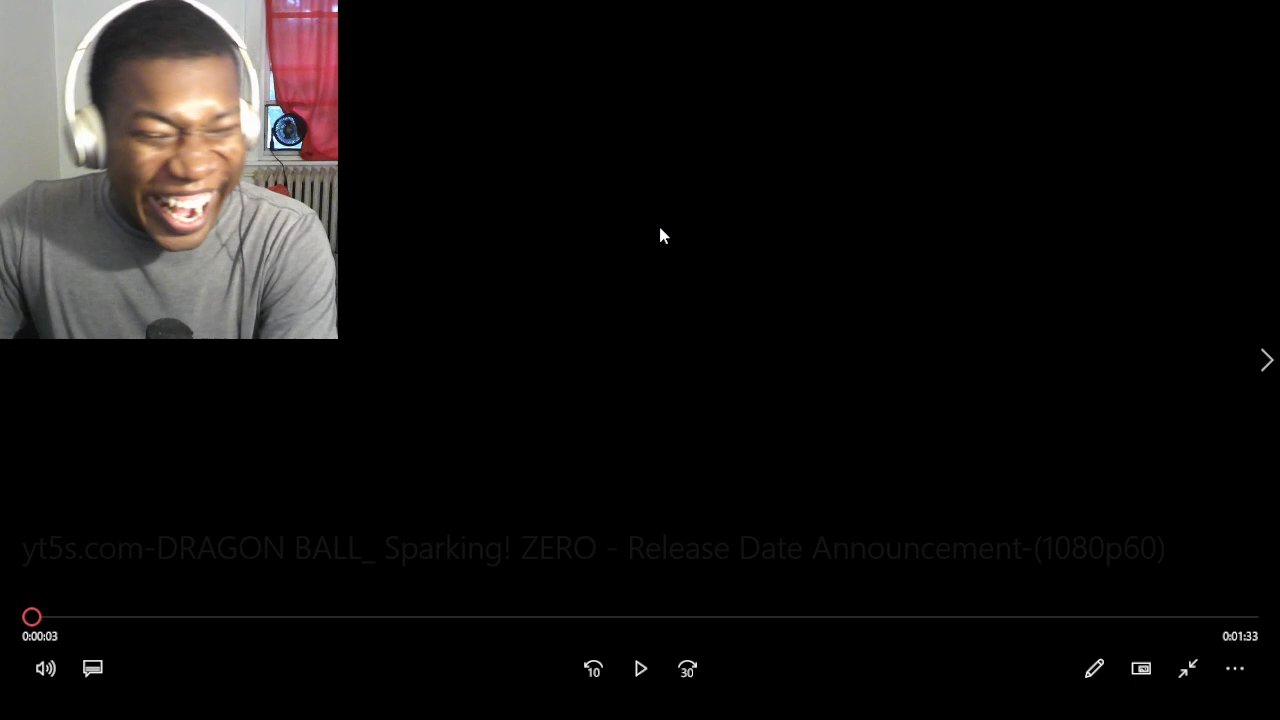 yt5s.com-DRAGON BALL_ Sparking! ZERO - Release Date Announcement-(1080p60)
0:00:03
0:01:33
10
30